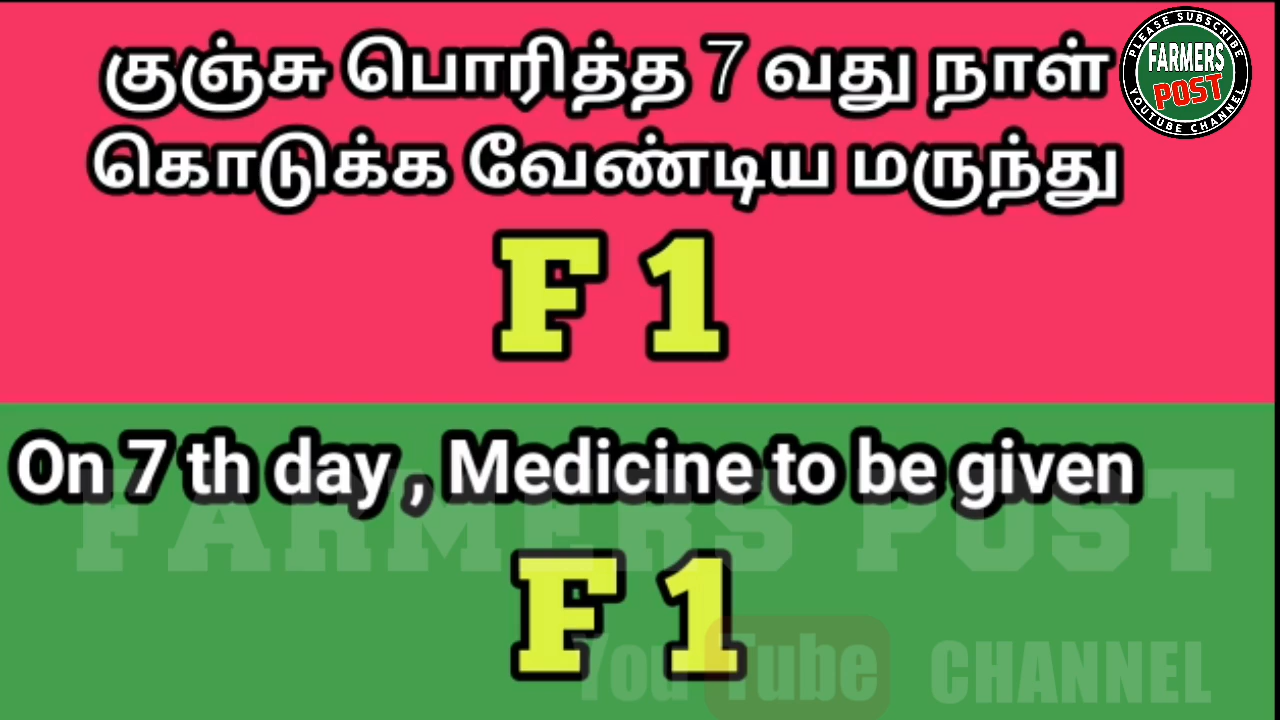 குஞ்சு பொரித்த 7 வது நாள்
கொடுக்க வேண்டிய மருந்து
F 1
On 7 th day , Medicine to be given
F 1
PLEASE SUBSCRIBE
FARMERS
POST
YOUTUBE CHANNEL
FARMERS POST
YouTube CHANNEL